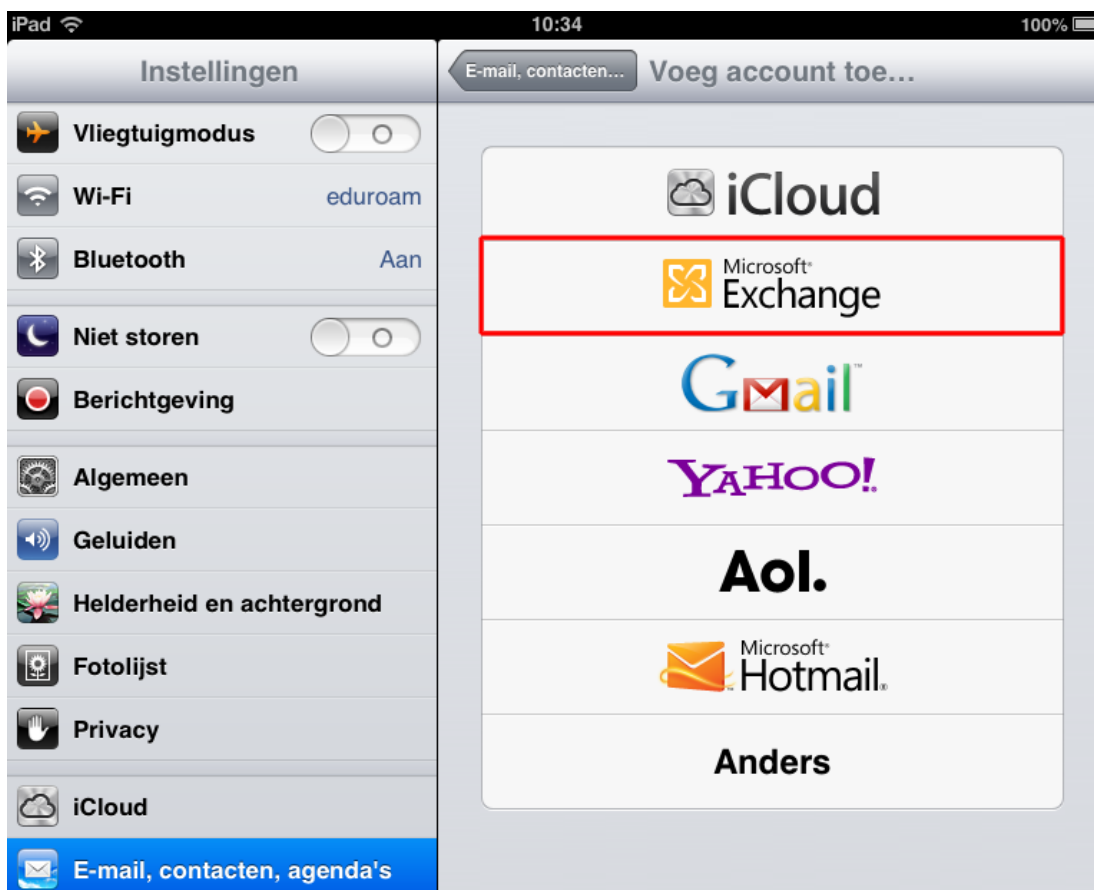 iPad 10:34 100%
Instellingen
Vliegtuigmodus
Wi-Fi eduroam
Bluetooth Aan
Niet storen
Berichtgeving
Algemeen
Geluiden
Helderheid en achtergrond
Fotolijst
Privacy
iCloud
E-mail, contacten, agenda's
E-mail, contacten... Voeg account toe...
iCloud
Microsoft®
Exchange
Gmail™
YAHOO!®
Aol.
Microsoft®
Hotmail®
Anders